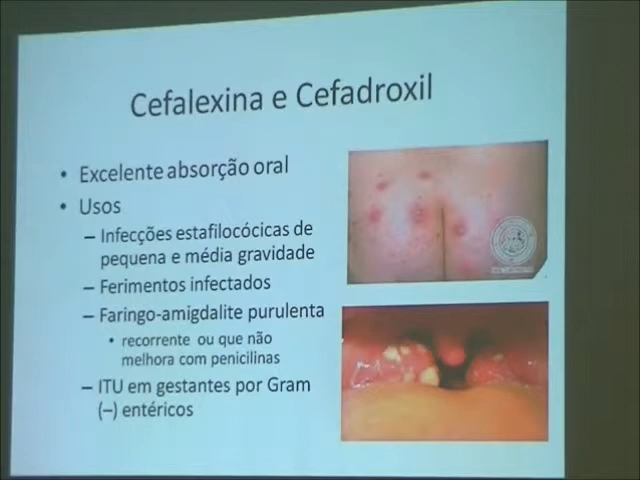 Cefalexina e Cefadroxil
• Excelente absorção oral
• Usos
– Infecções estafilocócicas de
pequena e média gravidade
– Ferimentos infectados
– Faringo-amigdalite purulenta
• recorrente ou que não
melhora com penicilinas
– ITU em gestantes por Gram
(–) entéricos